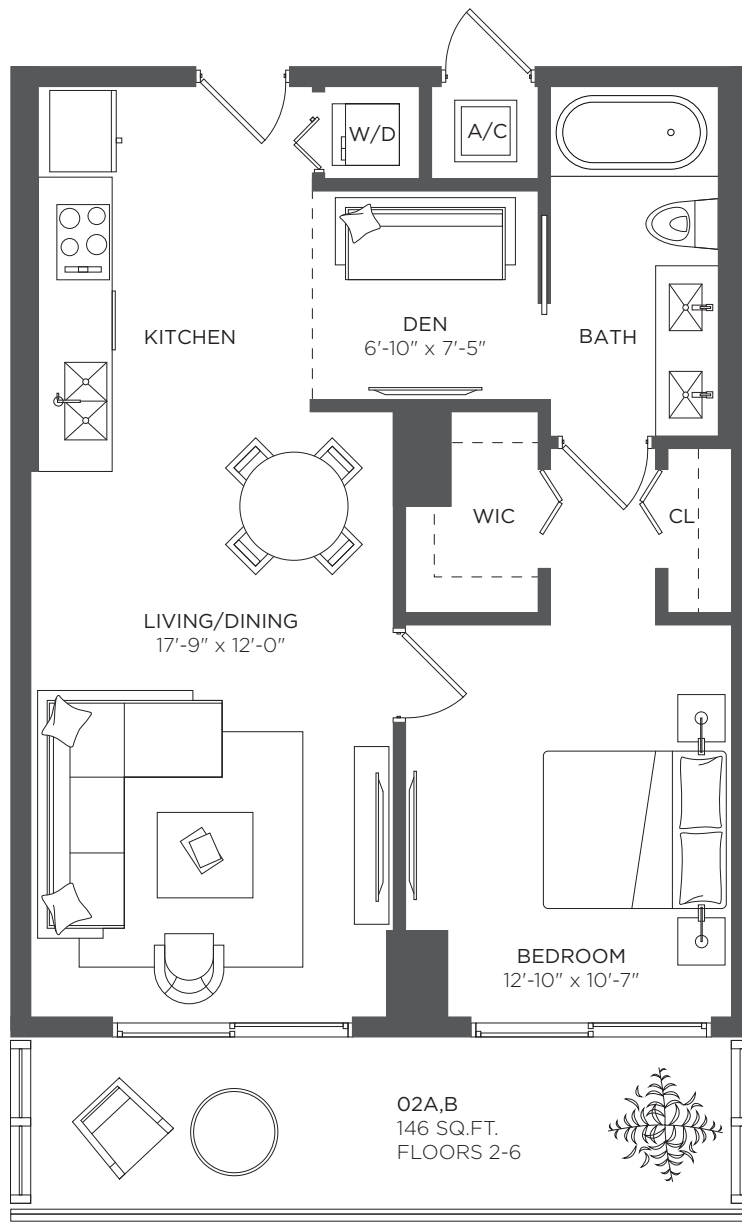 W/D
A/C
KITCHEN
DEN
6'-10" x 7'-5"
BATH
WIC
CL
LIVING/DINING
17'-9" x 12'-0"
BEDROOM
12'-10" x 10'-7"
02A,B
146 SQ.FT.
FLOORS 2-6